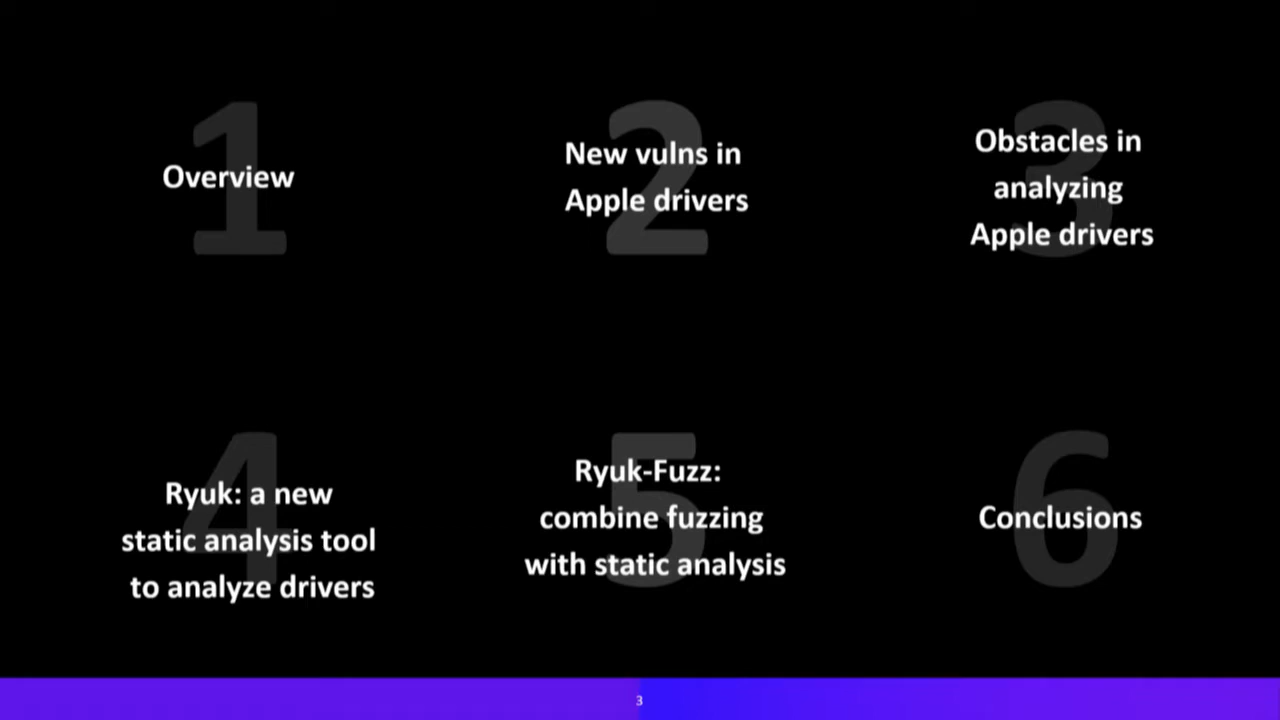 1
Overview
2
New vulns in
Apple drivers
3
Obstacles in
analyzing
Apple drivers
4
Ryuk: a new
static analysis tool
to analyze drivers
5
Ryuk-Fuzz:
combine fuzzing
with static analysis
6
Conclusions
3